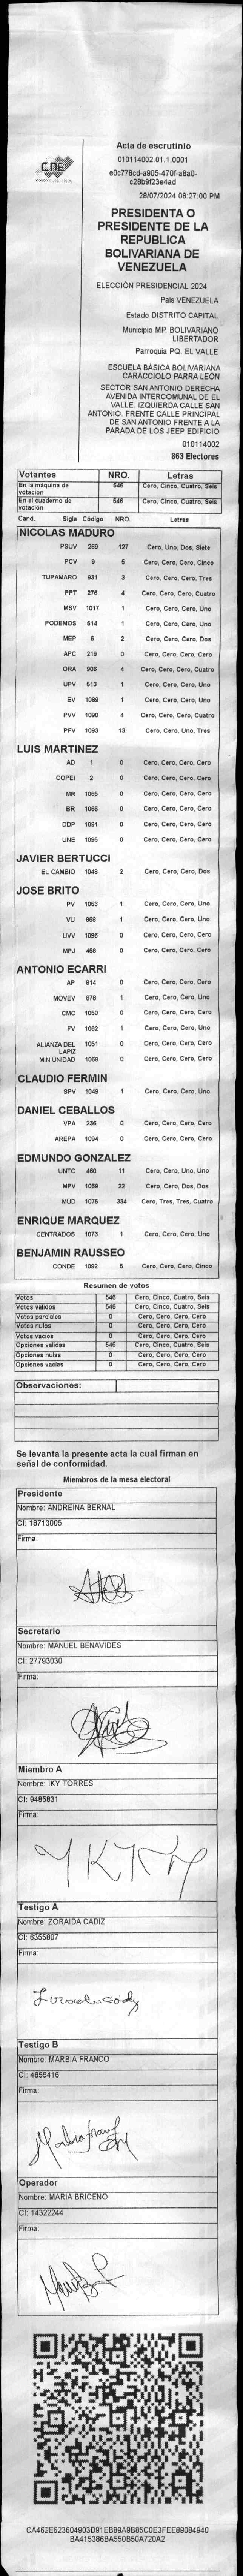 CNE
Acta de escrutinio
010114002.01.1.0001
e0c778cd-a905-470f-a8a0-
c28b9f23e4ad
28/07/2024 08:27:00 PM
PRESIDENTA O
PRESIDENTE DE LA
REPUBLICA
BOLIVARIANA DE
VENEZUELA
ELECCIÓN PRESIDENCIAL 2024
País VENEZUELA
Estado DISTRITO CAPITAL
Municipio MP. BOLIVARIANO
LIBERTADOR
Parroquia PQ. EL VALLE
ESCUELA BÁSICA BOLIVARIANA
CARACCIOLO PARRA LEÓN
SECTOR SAN ANTONIO DERECHA
AVENIDA INTERCOMUNAL DE EL
VALLE. IZQUIERDA CALLE SAN
ANTONIO. FRENTE CALLE PRINCIPAL
DE SAN ANTONIO FRENTE A LA
PARADA DE LOS JEEP EDIFICIO
010114002
863 Electores
Votantes NRO. Letras
En la máquina de votación 546 Cero, Cinco, Cuatro, Seis
En el cuaderno de votación 546 Cero, Cinco, Cuatro, Seis
Cand. Sigla Código NRO. Letras
NICOLAS MADURO
PSUV 269 127 Cero, Uno, Dos, Siete
PCV 9 5 Cero, Cero, Cero, Cinco
TUPAMARO 931 3 Cero, Cero, Cero, Tres
PPT 276 4 Cero, Cero, Cero, Cuatro
MSV 1017 1 Cero, Cero, Cero, Uno
PODEMOS 514 1 Cero, Cero, Cero, Uno
MEP 6 2 Cero, Cero, Cero, Dos
APC 219 0 Cero, Cero, Cero, Cero
ORA 906 4 Cero, Cero, Cero, Cuatro
UPV 513 1 Cero, Cero, Cero, Uno
EV 1089 1 Cero, Cero, Cero, Uno
PVV 1090 4 Cero, Cero, Cero, Cuatro
PFV 1093 13 Cero, Cero, Uno, Tres
LUIS MARTINEZ
AD 1 0 Cero, Cero, Cero, Cero
COPEI 2 0 Cero, Cero, Cero, Cero
MR 1065 0 Cero, Cero, Cero, Cero
BR 1066 0 Cero, Cero, Cero, Cero
DDP 1091 0 Cero, Cero, Cero, Cero
UNE 1095 0 Cero, Cero, Cero, Cero
JAVIER BERTUCCI
EL CAMBIO 1048 2 Cero, Cero, Cero, Dos
JOSE BRITO
PV 1053 1 Cero, Cero, Cero, Uno
VU 969 1 Cero, Cero, Cero, Uno
UVV 1096 0 Cero, Cero, Cero, Cero
MPJ 458 0 Cero, Cero, Cero, Cero
ANTONIO ECARRI
AP 914 0 Cero, Cero, Cero, Cero
MOVEV 878 1 Cero, Cero, Cero, Uno
CMC 1050 0 Cero, Cero, Cero, Cero
FV 1062 1 Cero, Cero, Cero, Uno
ALIANZA DEL LAPIZ 1051 0 Cero, Cero, Cero, Cero
MIN UNIDAD 1069 0 Cero, Cero, Cero, Cero
CLAUDIO FERMIN
SPV 1049 1 Cero, Cero, Cero, Uno
DANIEL CEBALLOS
VPA 236 0 Cero, Cero, Cero, Cero
AREPA 1094 0 Cero, Cero, Cero, Cero
EDMUNDO GONZALEZ
UNTC 460 11 Cero, Cero, Uno, Uno
MPV 1069 22 Cero, Cero, Dos, Dos
MUD 1075 334 Cero, Tres, Tres, Cuatro
ENRIQUE MARQUEZ
CENTRADOS 1073 1 Cero, Cero, Cero, Uno
BENJAMIN RAUSSEO
CONDE 1092 5 Cero, Cero, Cero, Cinco
Resumen de votos
Votos 546 Cero, Cinco, Cuatro, Seis
Votos validos 546 Cero, Cinco, Cuatro, Seis
Votos parciales 0 Cero, Cero, Cero, Cero
Votos nulos 0 Cero, Cero, Cero, Cero
Votos vacios 0 Cero, Cero, Cero, Cero
Opciones validas 546 Cero, Cinco, Cuatro, Seis
Opciones nulas 0 Cero, Cero, Cero, Cero
Opciones vacias 0 Cero, Cero, Cero, Cero
Observaciones:
Se levanta la presente acta la cual firman en
señal de conformidad.
Miembros de la mesa electoral
Presidente
Nombre: ANDREINA BERNAL
CI: 18713005
Firma:
Secretario
Nombre: MANUEL BENAVIDES
CI: 27793030
Firma:
Miembro A
Nombre: IKY TORRES
CI: 9485831
Firma:
Testigo A
Nombre: ZORAIDA CADIZ
CI: 6355807
Firma:
Testigo B
Nombre: MARBIA FRANCO
CI: 4855416
Firma:
Operador
Nombre: MARIA BRICEÑO
CI: 14322244
Firma:
CA462E623604903D91EB89A9B85C0E3FEE89084940
BA415386BA550B50A720A2